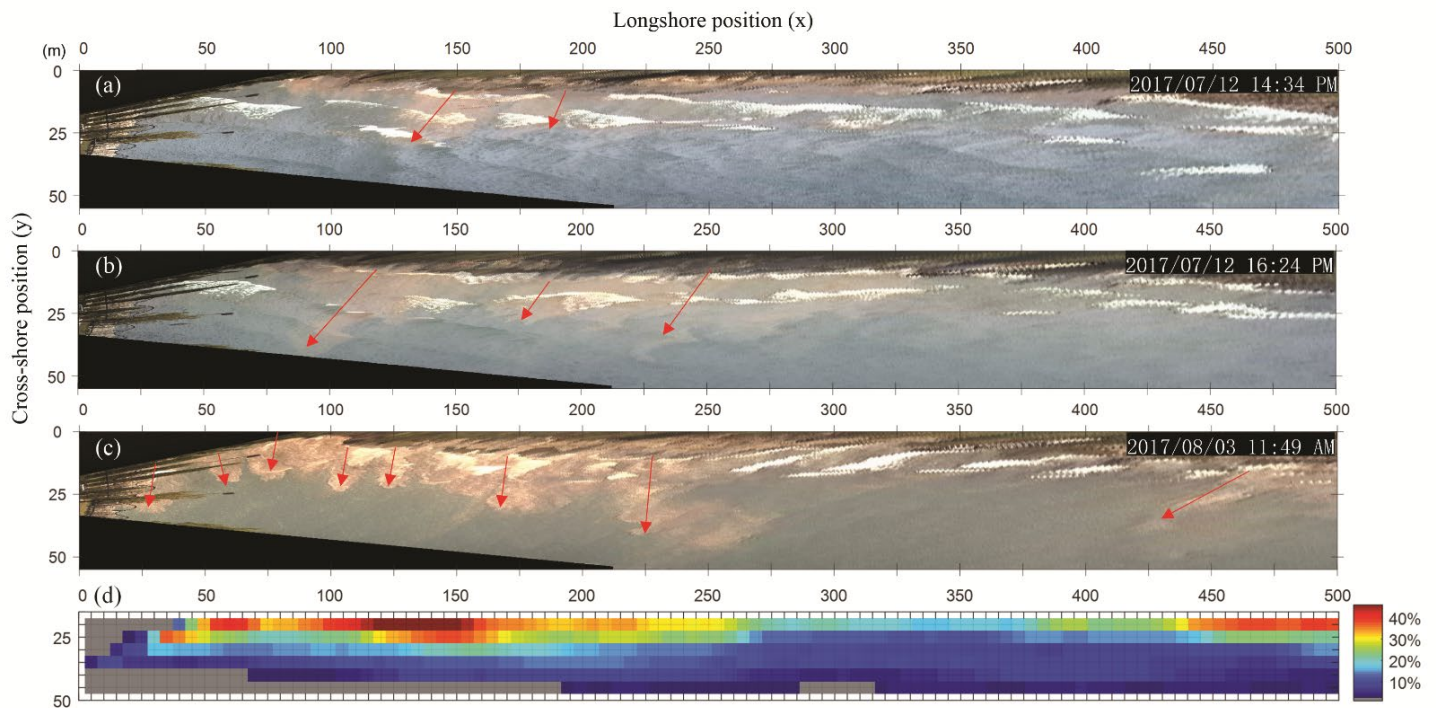 Longshore position (x)
(m) 0 50 100 150 200 250 300 350 400 450 500
0
(a)
2017/07/12 14:34 PM
25
50
0 50 100 150 200 250 300 350 400 450 500
0
(b)
2017/07/12 16:24 PM
25
50
Cross-shore position (y)
0 50 100 150 200 250 300 350 400 450 500
0
(c)
2017/08/03 11:49 AM
25
50
0 (d) 50 100 150 200 250 300 350 400 450 500
25
50
40%
30%
20%
10%